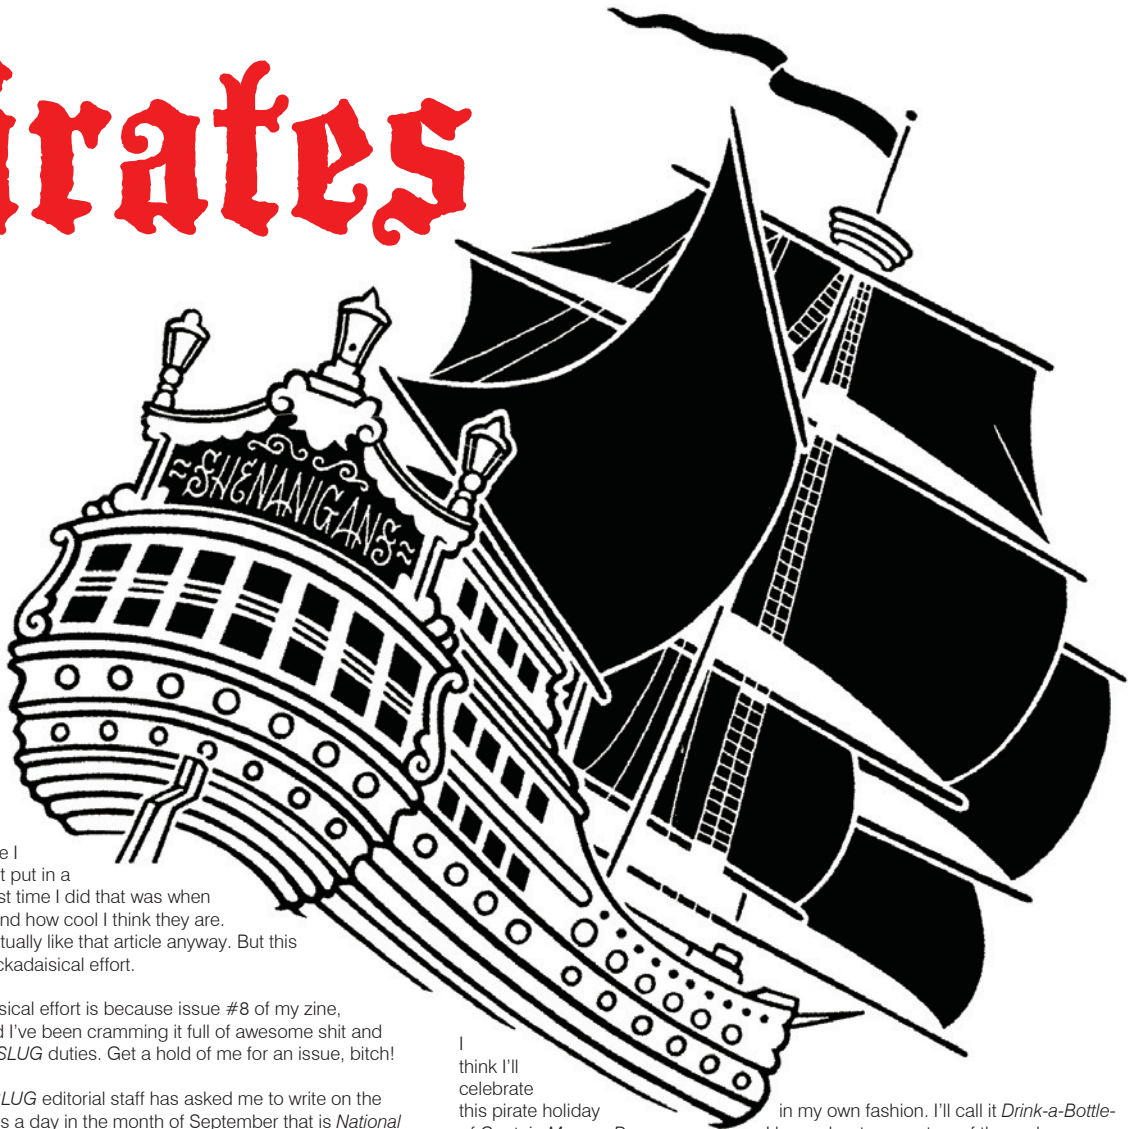 irates
~SHENANIGANS~
e I
t put in a
st time I did that was when
nd how cool I think they are.
tually like that article anyway. But this
ckadaisical effort.
sical effort is because issue #8 of my zine,
d I've been cramming it full of awesome shit and
SLUG duties. Get a hold of me for an issue, bitch!
LUG editorial staff has asked me to write on the
s a day in the month of September that is National
I
think I'll
celebrate
this pirate holiday
in my own fashion. I'll call it Drink-a-Bottle-